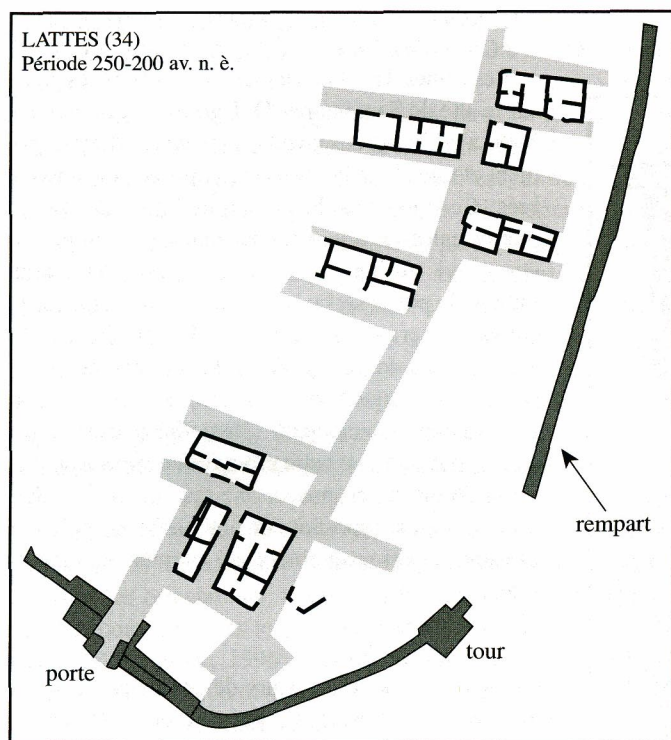 LATTES (34)
Période 250-200 av. n. è.
rempart
tour
porte